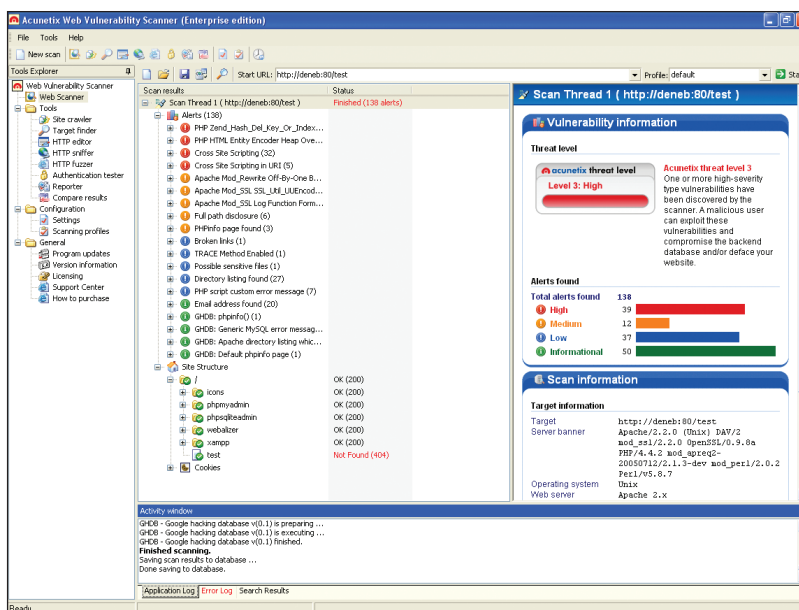 Acunetix Web Vulnerability Scanner (Enterprise edition)
File Tools Help
New scan
Tools Explorer
Web Vulnerability Scanner
Web Scanner
Tools
Site crawler
Target finder
HTTP editor
HTTP sniffer
HTTP fuzzer
Authentication tester
Reporter
Compare results
Configuration
Settings
Scanning profiles
General
Program updates
Version information
Licensing
Support Center
How to purchase
Start URL: http://deneb:80/test
Profile: default
Sta
Scan results Status
Scan Thread 1 ( http://deneb:80/test ) Finished (138 alerts)
Alerts (138)
PHP Zend_Hash_Del_Key_Or_Index...
PHP HTML Entity Encoder Heap Ove...
Cross Site Scripting (32)
Cross Site Scripting in URI (5)
Apache Mod_Rewrite Off-By-One B...
Apache Mod_SSL SSL_Util_UUEncod...
Apache Mod_SSL Log Function Form...
Full path disclosure (6)
PHPinfo page found (3)
Broken links (1)
TRACE Method Enabled (1)
Possible sensitive files (1)
Directory listing found (27)
PHP script custom error message (7)
Email address found (20)
GHDB: phpinfo() (1)
GHDB: Generic MySQL error messag...
GHDB: Apache directory listing whic...
GHDB: Default phpinfo page (1)
Site Structure
/ OK (200)
icons OK (200)
phpmyadmin OK (200)
phpsqliteadmin OK (200)
webalizer OK (200)
xampp OK (200)
test Not Found (404)
Cookies
Scan Thread 1 ( http://deneb:80/test )
Vulnerability information
Threat level
acunetix threat level
Level 3: High
Acunetix threat level 3
One or more high-severity
type vulnerabilities have
been discovered by the
scanner. A malicious user
can exploit these
vulnerabilities and
compromise the backend
database and/or deface your
website.
Alerts found
Total alerts found 138
High 39
Medium 12
Low 37
Informational 50
Scan information
Target information
Target http://deneb:80/test
Server banner Apache/2.2.0 (Unix) DAV/2
mod_ssl/2.2.0 OpenSSL/0.9.8a
PHP/4.4.2 mod_apreq2-
20050712/2.1.3-dev mod_perl/2.0.2
Perl/v5.8.7
Operating system Unix
Web server Apache 2.x
Activity window
GHDB - Google hacking database v(0.1) is preparing ...
GHDB - Google hacking database v(0.1) is executing ...
GHDB - Google hacking database v(0.1) finished.
Finished scanning.
Saving scan results to database ...
Done saving to database.
Application Log Error Log Search Results
Ready